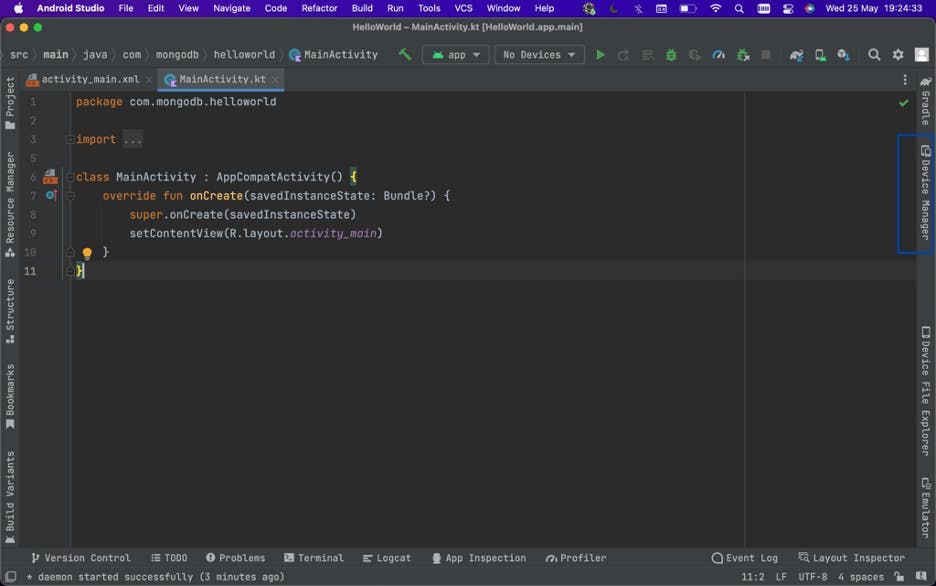 Android Studio File Edit View Navigate Code Refactor Build Run Tools VCS Window Help Wed 25 May 19:24:33
HelloWorld – MainActivity.kt [HelloWorld.app.main]
src main java com mongodb helloworld MainActivity app No Devices
activity_main.xml MainActivity.kt
1 package com.mongodb.helloworld
2
3 import ...
5
6 class MainActivity : AppCompatActivity() {
7 override fun onCreate(savedInstanceState: Bundle?) {
8 super.onCreate(savedInstanceState)
9 setContentView(R.layout.activity_main)
10 }
11 }
Project
Resource Manager
Structure
Bookmarks
Build Variants
Gradle
Device Manager
Device File Explorer
Emulator
Version Control TODO Problems Terminal Logcat App Inspection Profiler Event Log Layout Inspector
* daemon started successfully (3 minutes ago) 11:2 LF UTF-8 4 spaces